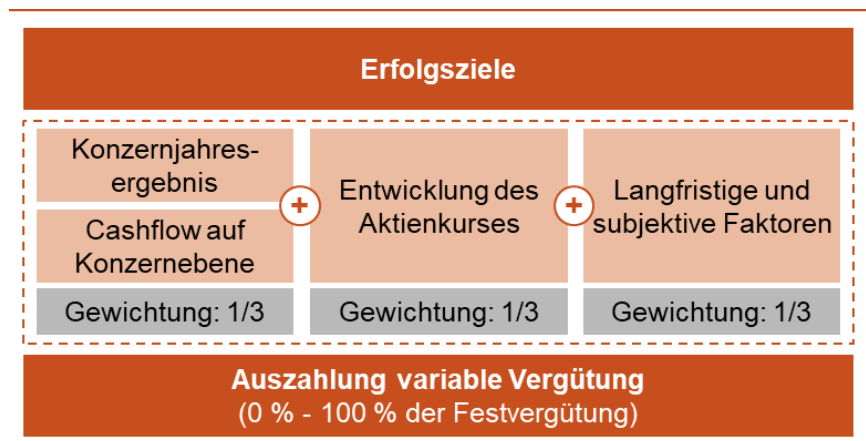 Erfolgsziele
Konzernjahres-
ergebnis
Cashflow auf
Konzernebene
Gewichtung: 1/3
+
Entwicklung des
Aktienkurses
Gewichtung: 1/3
+
Langfristige und
subjektive Faktoren
Gewichtung: 1/3
Auszahlung variable Vergütung
(0 % - 100 % der Festvergütung)